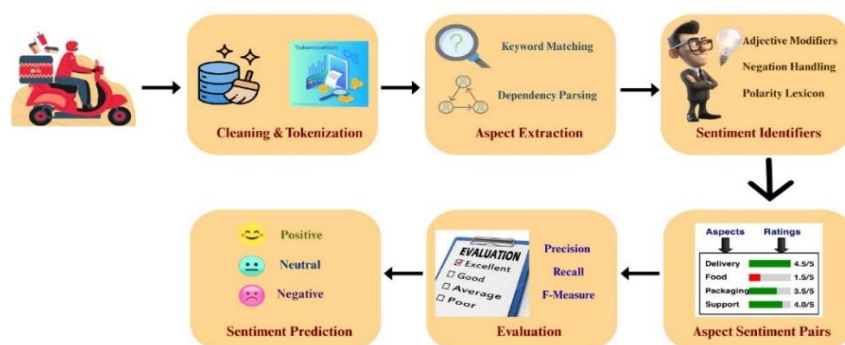 Tokenization
Cleaning & Tokenization
Keyword Matching
Dependency Parsing
Aspect Extraction
Adjective Modifiers
Negation Handling
Polarity Lexicon
Sentiment Identifiers
Positive
Neutral
Negative
Sentiment Prediction
EVALUATION
Excellent
Good
Average
Poor
Precision
Recall
F-Measure
Evaluation
Aspects Ratings
Delivery 4.5/5
Food 1.5/5
Packaging 3.5/5
Support 4.0/5
Aspect Sentiment Pairs